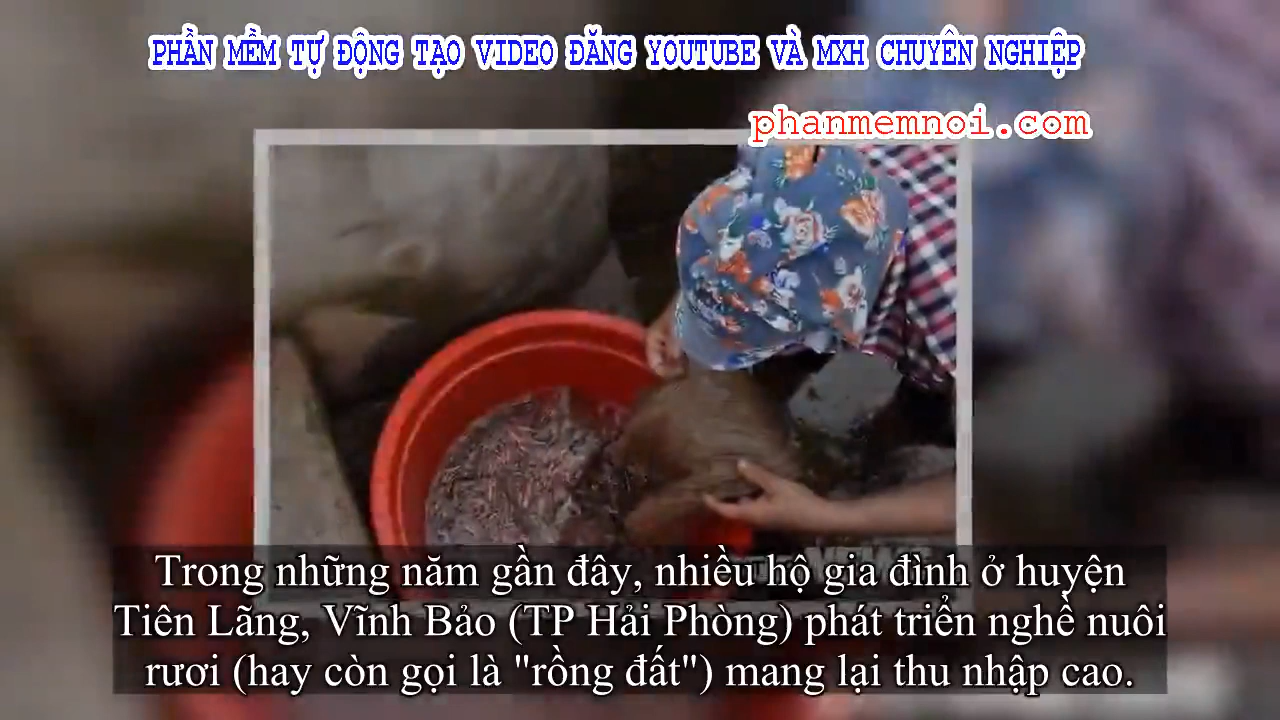 PHẦN MỀM TỰ ĐỘNG TẠO VIDEO ĐĂNG YOUTUBE VÀ MXH CHUYÊN NGHIỆP
phanmemnoi.com
Trong những năm gần đây, nhiều hộ gia đình ở huyện
Tiên Lãng, Vĩnh Bảo (TP Hải Phòng) phát triển nghề nuôi
rươi (hay còn gọi là "rồng đất") mang lại thu nhập cao.